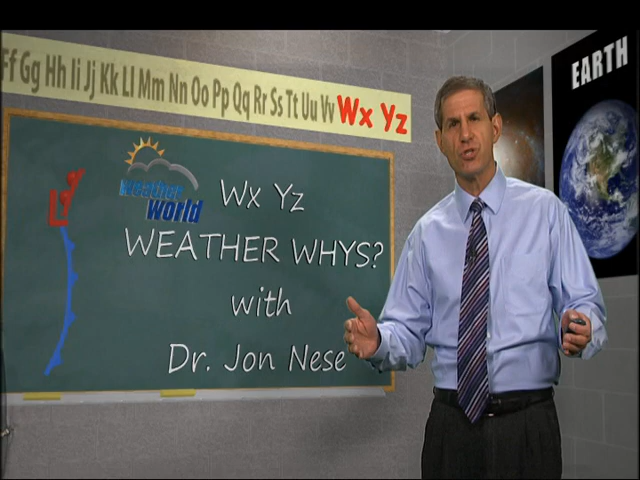 Ff Gg Hh Ii Jj Kk Ll Mm Nn Oo Pp Qq Rr Ss Tt Uu Vv Wx Yz
EARTH
weather
world
L
Wx Yz
WEATHER WHYS?
with
Dr. Jon Nese